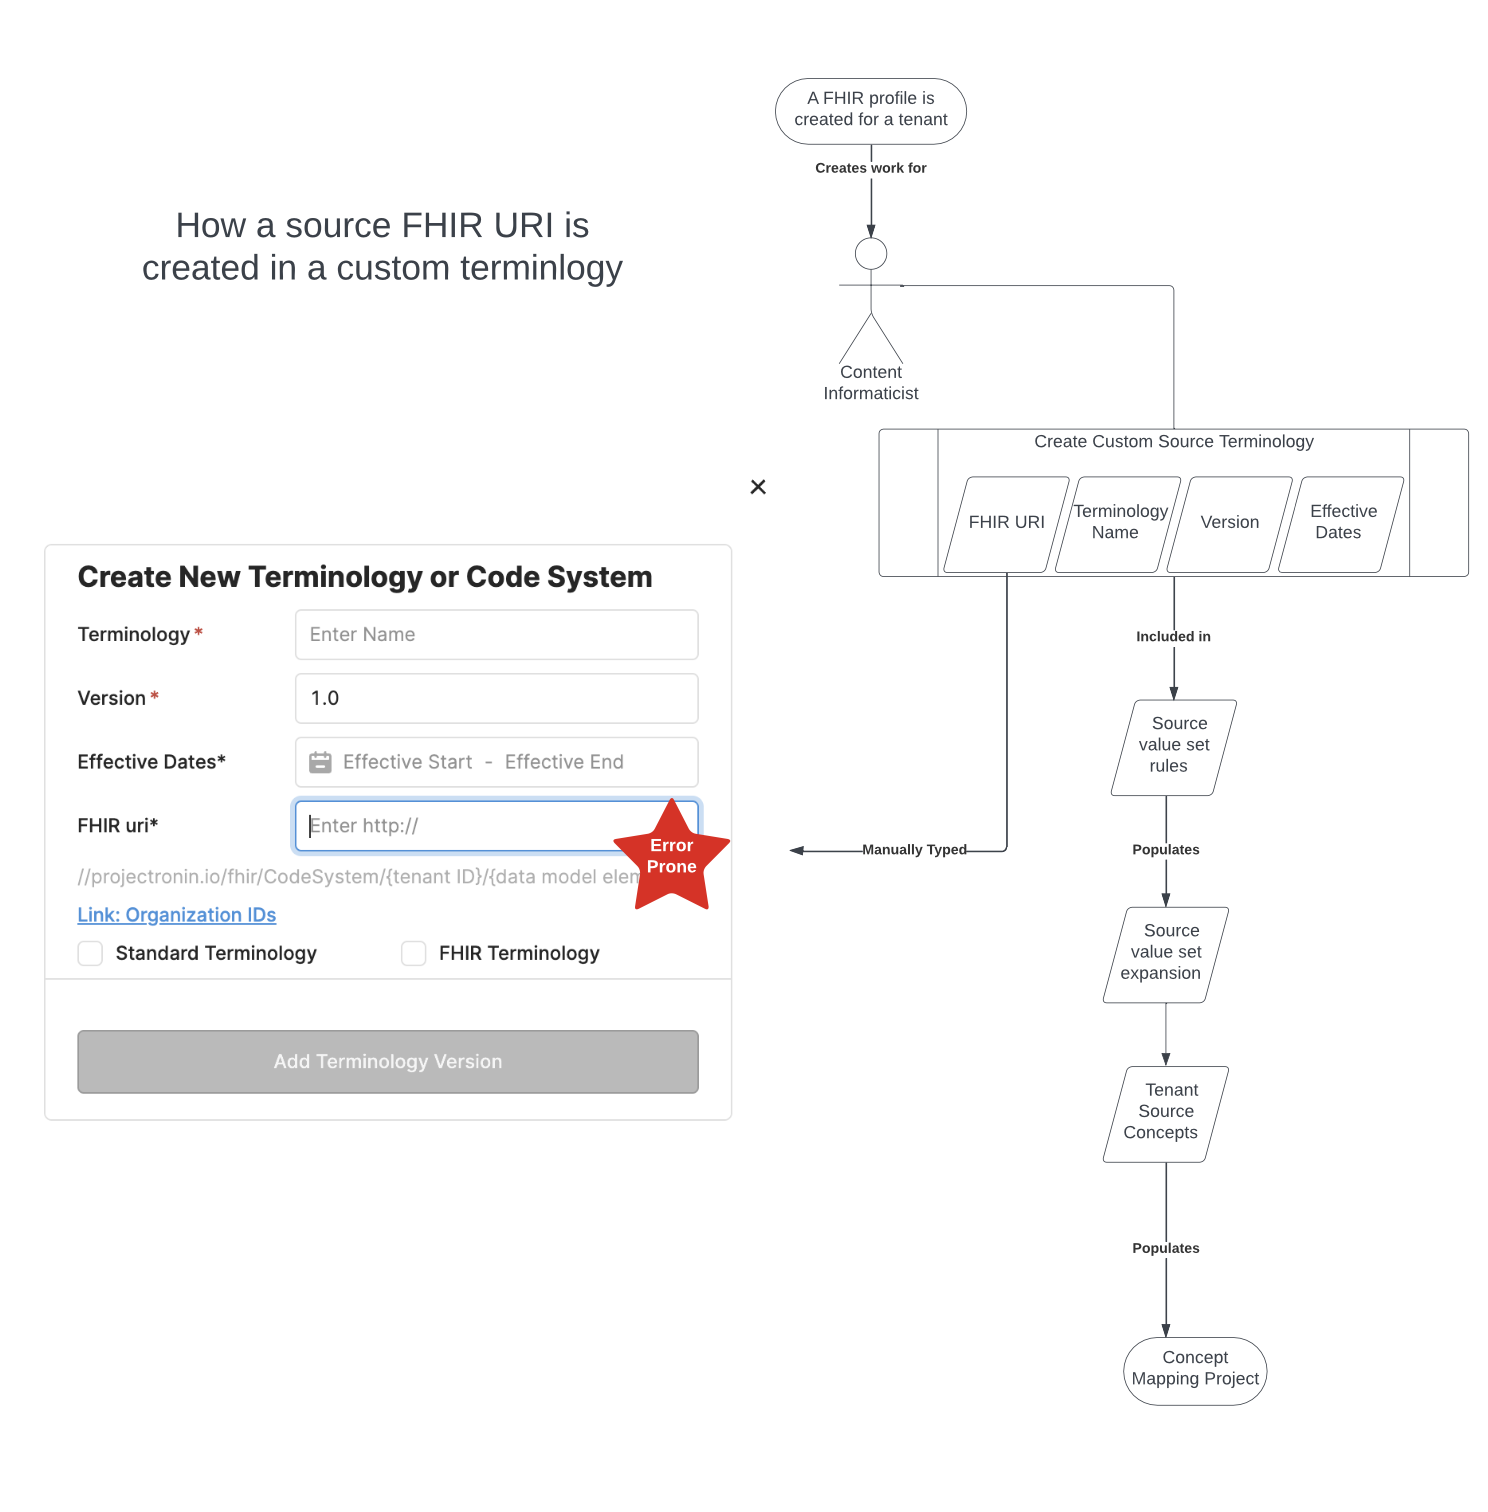 How a source FHIR URI is
created in a custom terminlogy
A FHIR profile is
created for a tenant
Creates work for
Content
Informaticist
Create Custom Source Terminology
FHIR URI
Terminology
Name
Version
Effective
Dates
Included in
Source
value set
rules
Manually Typed
Populates
Source
value set
expansion
Tenant
Source
Concepts
Populates
Concept
Mapping Project
Create New Terminology or Code System
Terminology *
Enter Name
Version *
1.0
Effective Dates*
Effective Start - Effective End
FHIR uri*
Enter http://
Error
Prone
//projectronin.io/fhir/CodeSystem/{tenant ID}/{data model elem
Link: Organization IDs
Standard Terminology
FHIR Terminology
Add Terminology Version